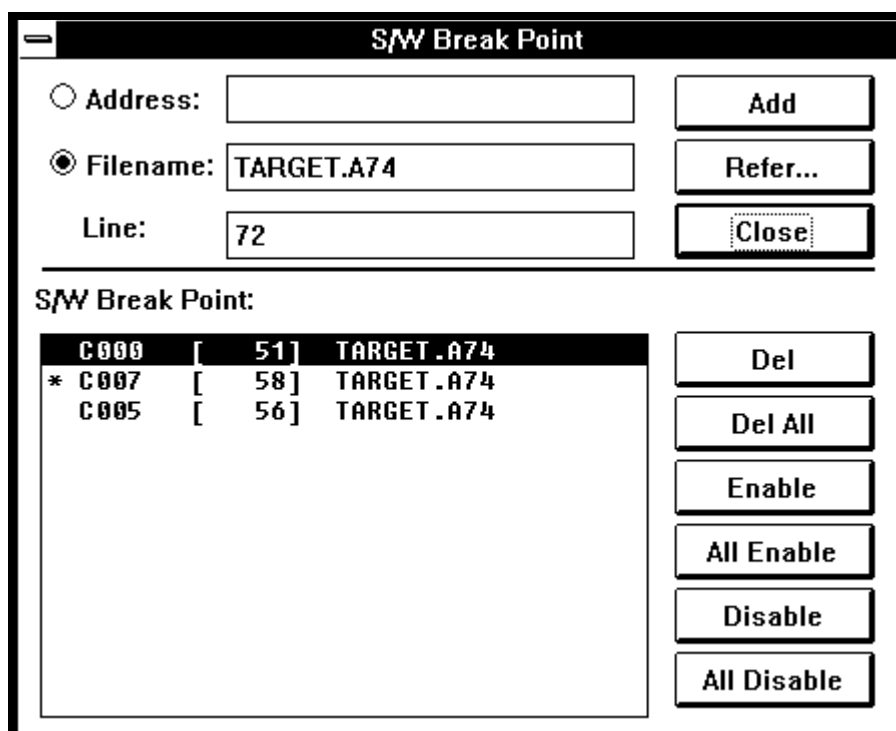 S/W Break Point
Address:
Add
Filename: TARGET.A74
Refer...
Line: 72
Close
S/W Break Point:
C000 [ 51] TARGET.A74
* C007 [ 58] TARGET.A74
C005 [ 56] TARGET.A74
Del
Del All
Enable
All Enable
Disable
All Disable